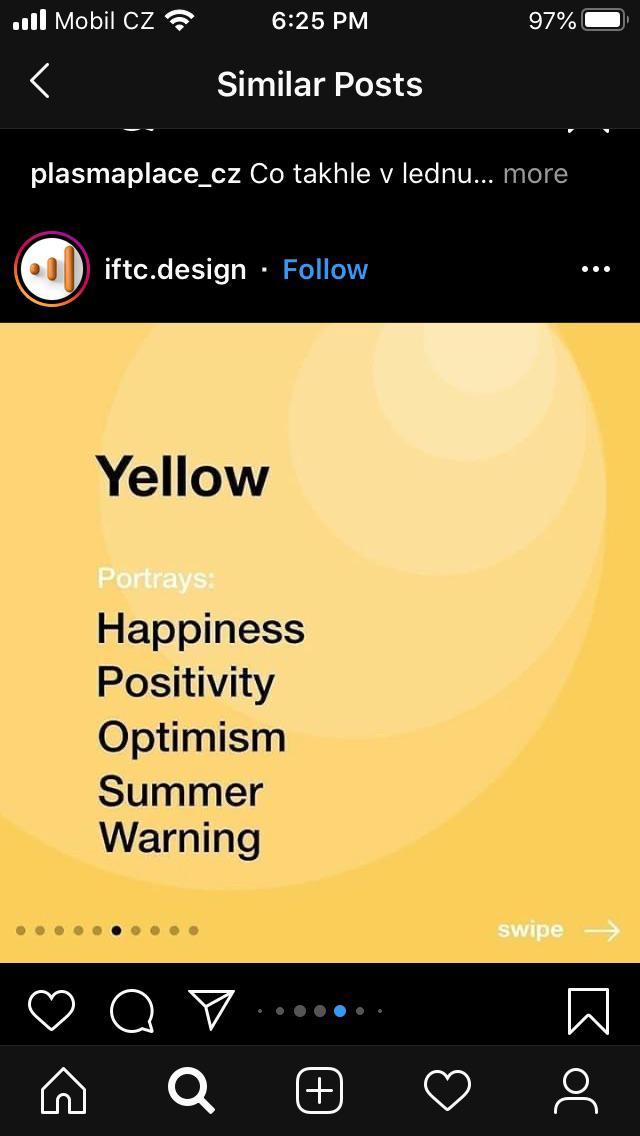 Mobil CZ 6:25 PM 97%
Similar Posts
plasmaplace_cz Co takhle v lednu... more
iftc.design · Follow
Yellow
Portrays:
Happiness
Positivity
Optimism
Summer
Warning
swipe